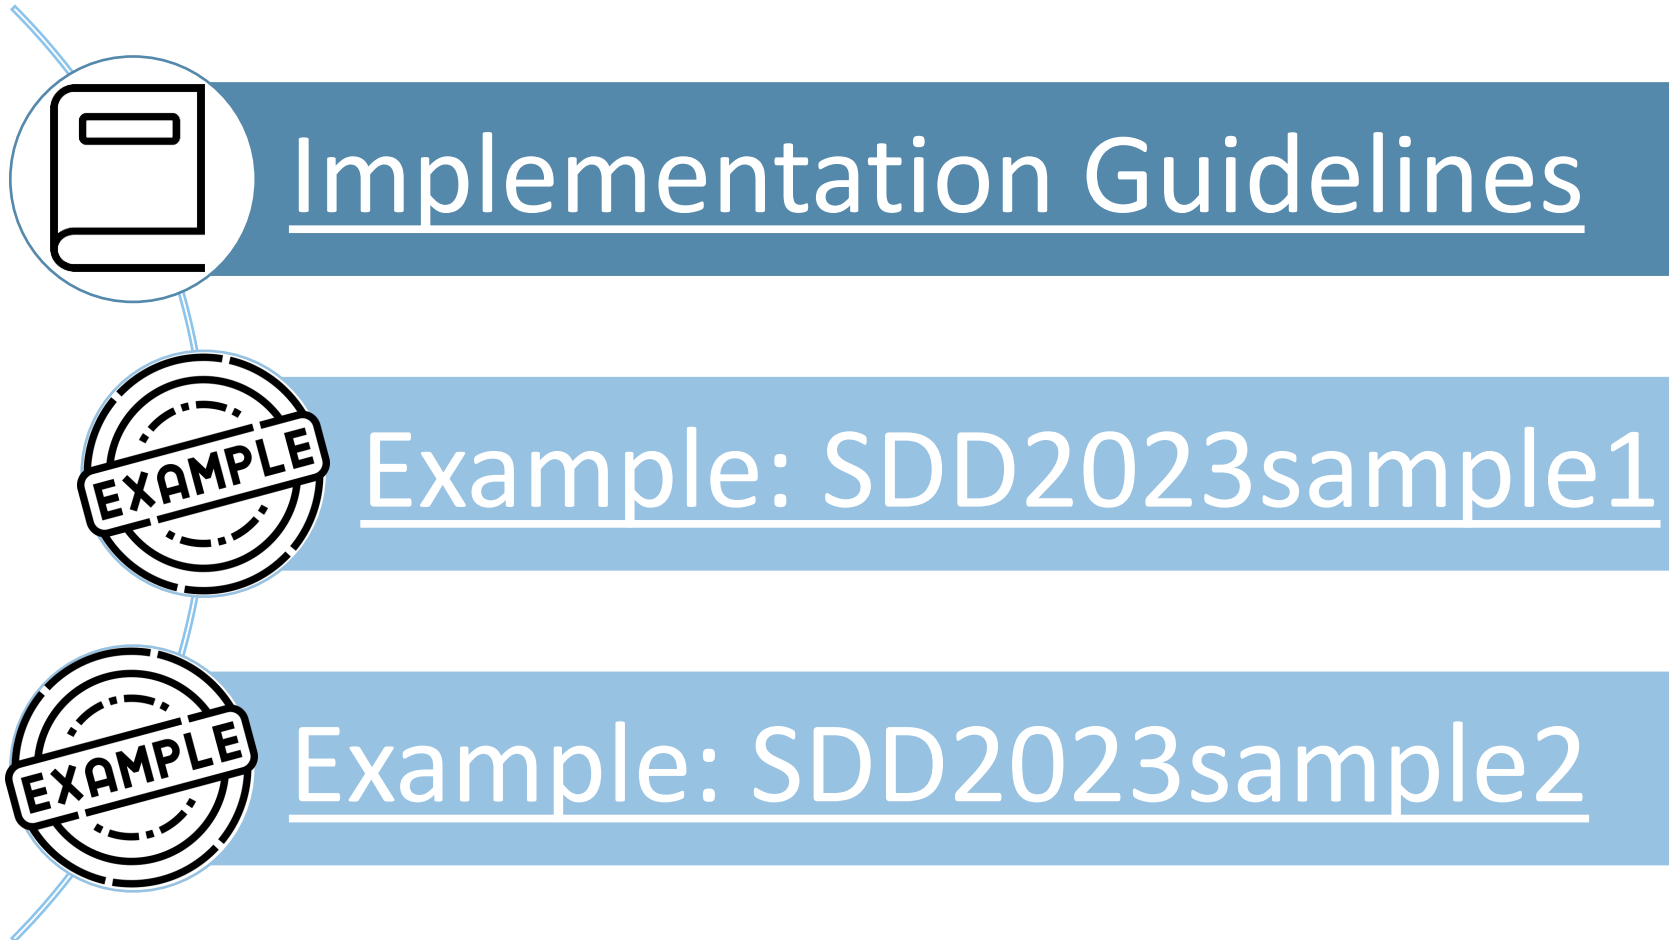 Implementation Guidelines
EXAMPLE
Example: SDD2023sample1
EXAMPLE
Example: SDD2023sample2